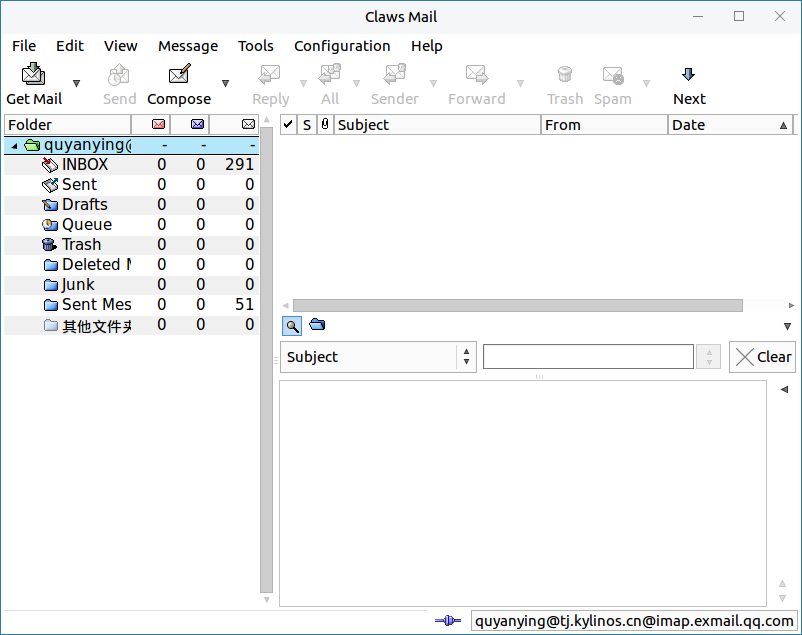 Claws Mail
File Edit View Message Tools Configuration Help
Get Mail Send Compose Reply All Sender Forward Trash Spam Next
Folder S Subject From Date
quyanying@ - - -
INBOX 0 0 291
Sent 0 0 0
Drafts 0 0 0
Queue 0 0 0
Trash 0 0 0
Deleted M 0 0 0
Junk 0 0 0
Sent Mes 0 0 51
其他文件夹 0 0 0
Subject Clear
quyanying@tj.kylinos.cn@imap.exmail.qq.com